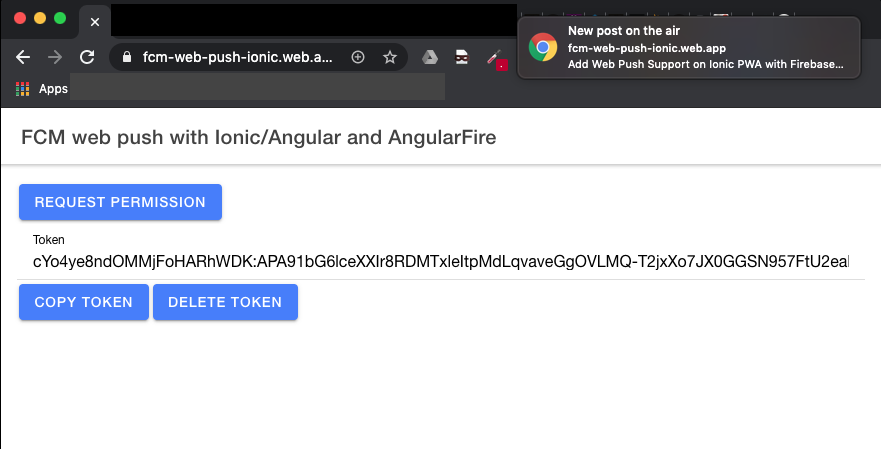 New post on the air
fcm-web-push-ionic.web.a...
fcm-web-push-ionic.web.app
Add Web Push Support on Ionic PWA with Firebase...
Apps
FCM web push with Ionic/Angular and AngularFire
REQUEST PERMISSION
Token
cYo4ye8ndOMMjFoHARhWDK:APA91bG6lceXXIr8RDMTxIeltpMdLqvaveGgOVLMQ-T2jxXo7JX0GGSN957FtU2eal
COPY TOKEN DELETE TOKEN